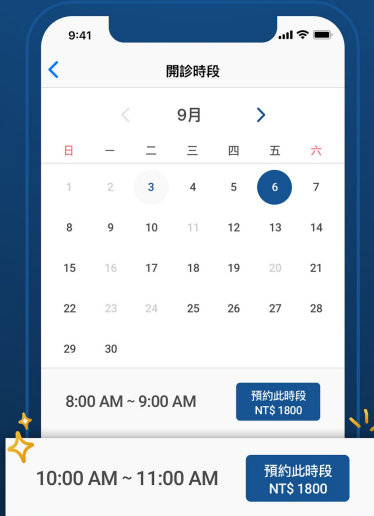 9:41
開診時段
9月
日 一 二 三 四 五 六
1 2 3 4 5 6 7
8 9 10 11 12 13 14
15 16 17 18 19 20 21
22 23 24 25 26 27 28
29 30
8:00 AM ~ 9:00 AM
預約此時段
NT$ 1800
10:00 AM ~ 11:00 AM
預約此時段
NT$ 1800